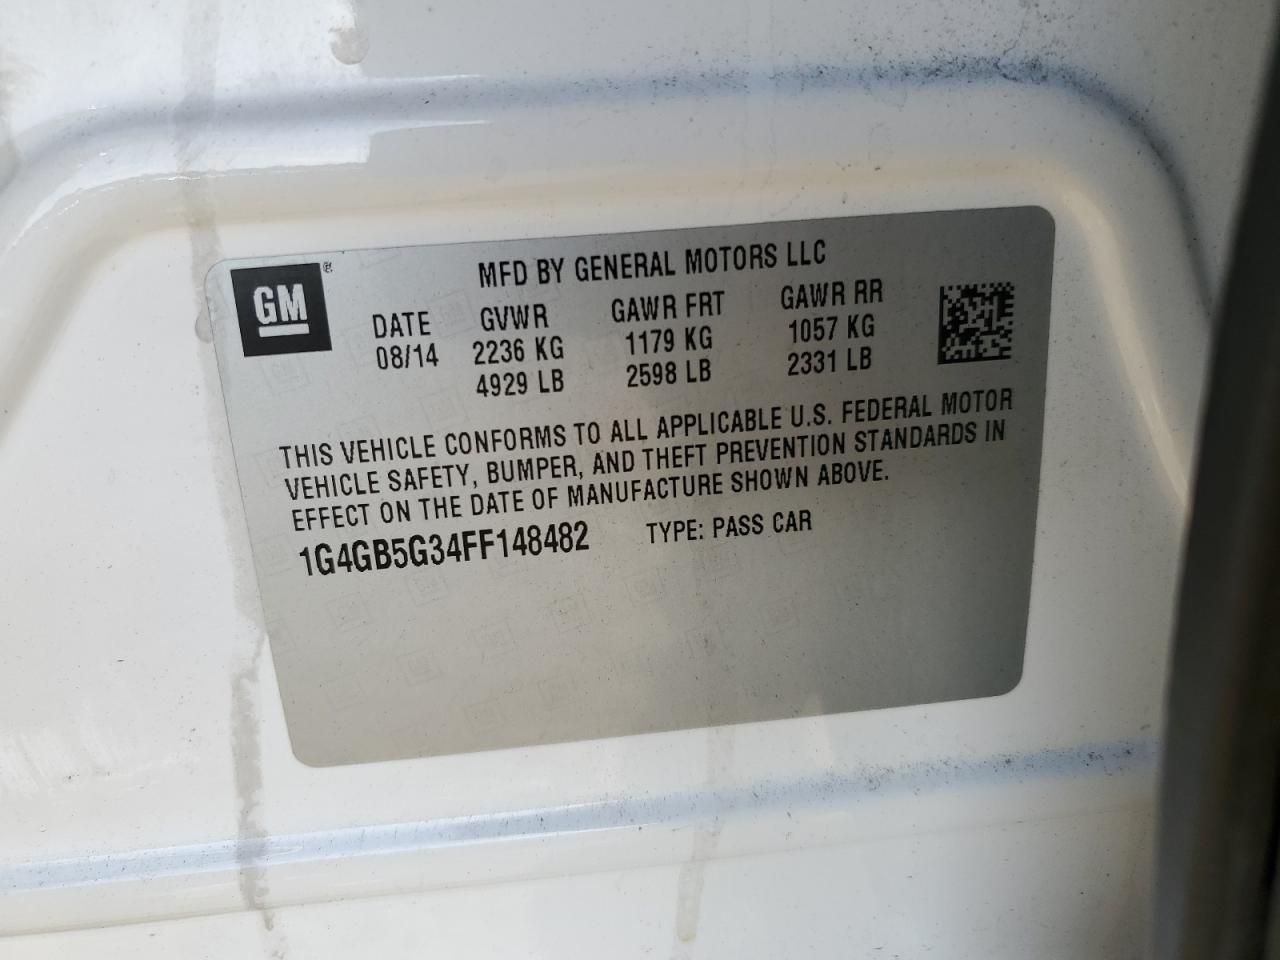 GM
MFD BY GENERAL MOTORS LLC
DATE GVWR GAWR FRT GAWR RR
08/14 2236 KG 1179 KG 1057 KG
4929 LB 2598 LB 2331 LB
THIS VEHICLE CONFORMS TO ALL APPLICABLE U.S. FEDERAL MOTOR
VEHICLE SAFETY, BUMPER, AND THEFT PREVENTION STANDARDS IN
EFFECT ON THE DATE OF MANUFACTURE SHOWN ABOVE.
1G4GB5G34FF148482 TYPE: PASS CAR